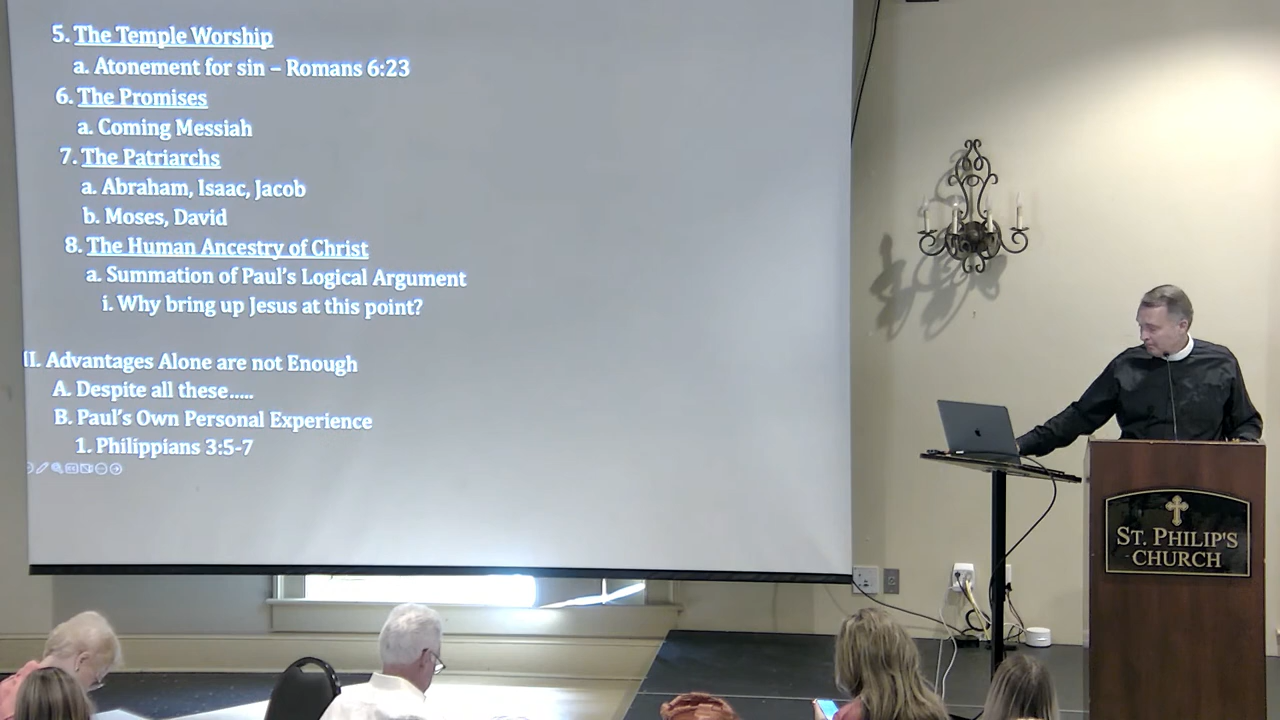 5. The Temple Worship
a. Atonement for sin – Romans 6:23
6. The Promises
a. Coming Messiah
7. The Patriarchs
a. Abraham, Isaac, Jacob
b. Moses, David
8. The Human Ancestry of Christ
a. Summation of Paul's Logical Argument
i. Why bring up Jesus at this point?
II. Advantages Alone are not Enough
A. Despite all these.....
B. Paul's Own Personal Experience
1. Philippians 3:5-7
ST. PHILIP'S
CHURCH